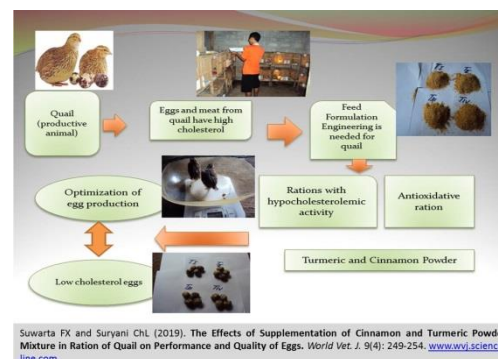 Quail
(productive
animal)
Eggs and meat from
quail have high
cholesterol
Feed
Formulation
Engineering is
needed for
quail
Optimization of
egg production
Rations with
hypocholesterolemic
activity
Antioxidative
ration
Low cholesterol eggs
Turmeric and Cinnamon Powder
Suwarta FX and Suryani ChL (2019). The Effects of Supplementation of Cinnamon and Turmeric Powde
Mixture in Ration of Quail on Performance and Quality of Eggs. World Vet. J. 9(4): 249-254. www.wvj.scienc
line.com